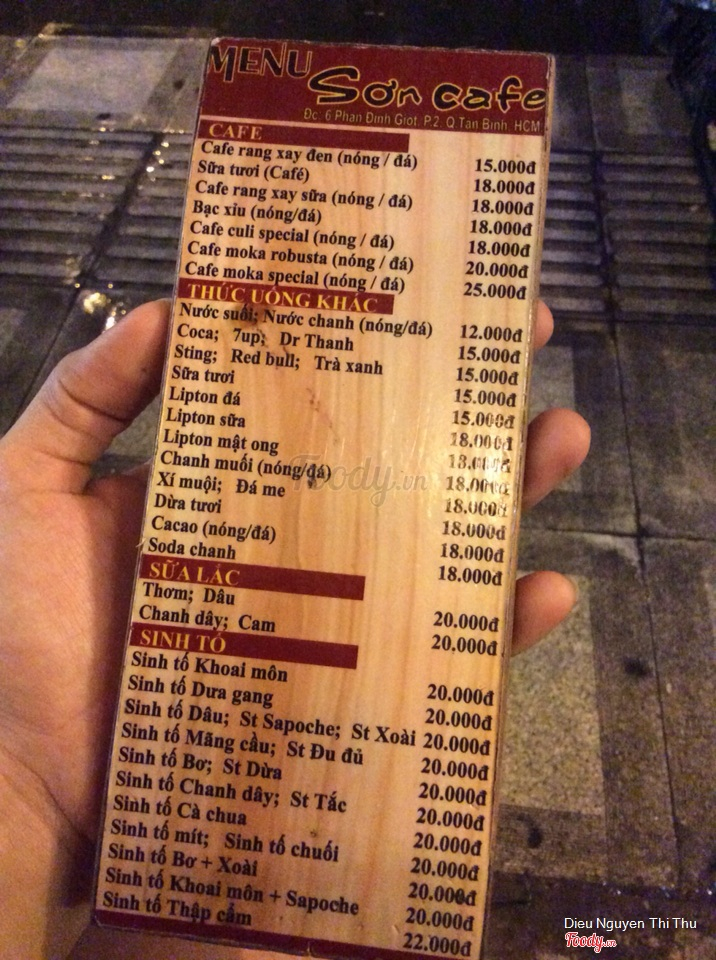 MENU Sơn cafe
Đc: 6 Phan Đình Giót. P.2. Q Tân Bình. HCM
CAFE
Cafe rang xay đen (nóng / đá) 15.000đ
Sữa tươi (Café) 18.000đ
Cafe rang xay sữa (nóng / đá) 18.000đ
Bạc xỉu (nóng/đá) 18.000đ
Cafe culi special (nóng / đá) 18.000đ
Cafe moka robusta (nóng / đá) 20.000đ
Cafe moka special (nóng / đá) 25.000đ
THỨC UỐNG KHÁC
Nước suối; Nước chanh (nóng/đá) 12.000đ
Coca; 7up; Dr Thanh 15.000đ
Sting; Red bull; Trà xanh 15.000đ
Sữa tươi 15.000đ
Lipton đá 15.000đ
Lipton sữa 18.000đ
Lipton mật ong 18.000đ
Chanh muối (nóng/đá) 18.000đ
Xí muội; Đá me 18.000đ
Dừa tươi 18.000đ
Cacao (nóng/đá) 18.000đ
Soda chanh 18.000đ
SỮA LẮC
Thơm; Dâu 20.000đ
Chanh dây; Cam 20.000đ
SINH TỐ
Sinh tố Khoai môn 20.000đ
Sinh tố Dưa gang 20.000đ
Sinh tố Dâu; St Sapoche; St Xoài 20.000đ
Sinh tố Mãng cầu; St Đu đủ 20.000đ
Sinh tố Bơ; St Dừa 20.000đ
Sinh tố Chanh dây; St Tắc 20.000đ
Sinh tố Cà chua 20.000đ
Sinh tố mít; Sinh tố chuối 20.000đ
Sinh tố Bơ + Xoài 20.000đ
Sinh tố Khoai môn + Sapoche 20.000đ
Sinh tố Thập cẩm 22.000đ
Foody.vn
Dieu Nguyen Thi Thu
Foody.vn